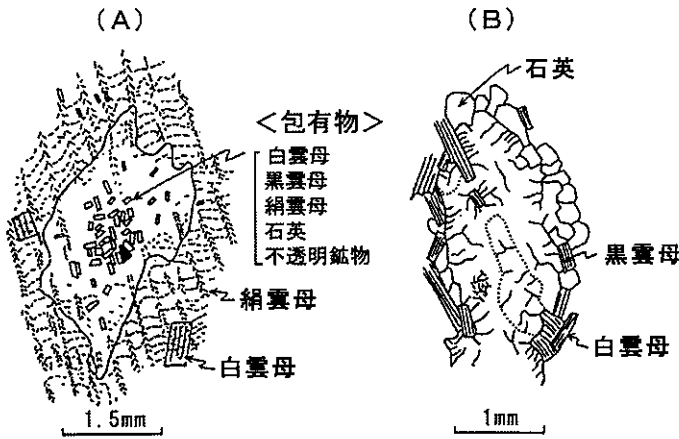 (A)
<包有物>
白雲母
黒雲母
絹雲母
石英
不透明鉱物
絹雲母
白雲母
1.5mm
(B)
石英
黒雲母
白雲母
1mm